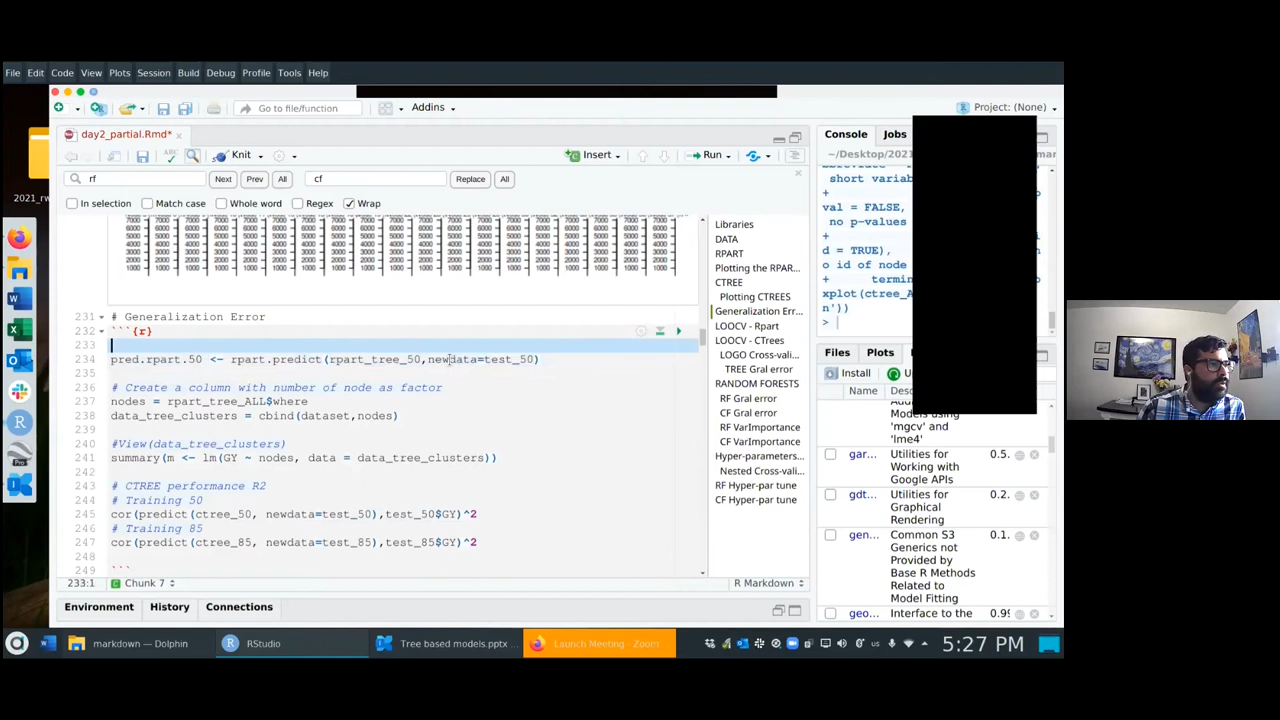 File Edit Code View Plots Session Build Debug Profile Tools Help
Go to file/function Addins Project: (None)
day2_partial.Rmd*
Knit Insert Run
rf Next Prev All cf Replace All
In selection Match case Whole word Regex Wrap
231 # Generalization Error
232 ```{r}
233
234 pred.rpart.50 <- rpart.predict(rpart_tree_50,newdata=test_50)
235
236 # Create a column with number of node as factor
237 nodes = rpart_tree_ALL$where
238 data_tree_clusters = cbind(dataset,nodes)
239
240 #View(data_tree_clusters)
241 summary(m <- lm(GY ~ nodes, data = data_tree_clusters))
242
243 # CTREE performance R2
244 # Training 50
245 cor(predict(ctree_50, newdata=test_50),test_50$GY)^2
246 # Training 85
247 cor(predict(ctree_85, newdata=test_85),test_85$GY)^2
248
249 ```
233:1 Chunk 7 R Markdown
Environment History Connections
Libraries
DATA
RPART
Plotting the RPAR...
CTREE
Plotting CTREES
Generalization Err...
LOOCV - Rpart
LOOCV - CTrees
LOGO Cross-vali...
TREE Gral error
RANDOM FORESTS
RF Gral error
CF Gral error
RF VarImportance
CF VarImportance
Hyper-parameters...
Nested Cross-vali...
RF Hyper-par tune
CF Hyper-par tune
Console Jobs
~/Desktop/2021
short variab
+
val = FALSE,
no p-values
+
d = TRUE),
o id of node
+ termin
xplot(ctree_A
n'))
>
Files Plots
Install
Name
Models using
'mgcv' and
'lme4'
gar... Utilities for 0.5.
Working with
Google APIs
gdt... Utilities for 0.2.
Graphical
Rendering
gen... Common S3 0.1.
Generics not
Provided by
Base R Methods
Related to
Model Fitting
geo... Interface to the 0.99
markdown — Dolphin RStudio Tree based models.pptx ... Launch Meeting - Zoom us 5:27 PM